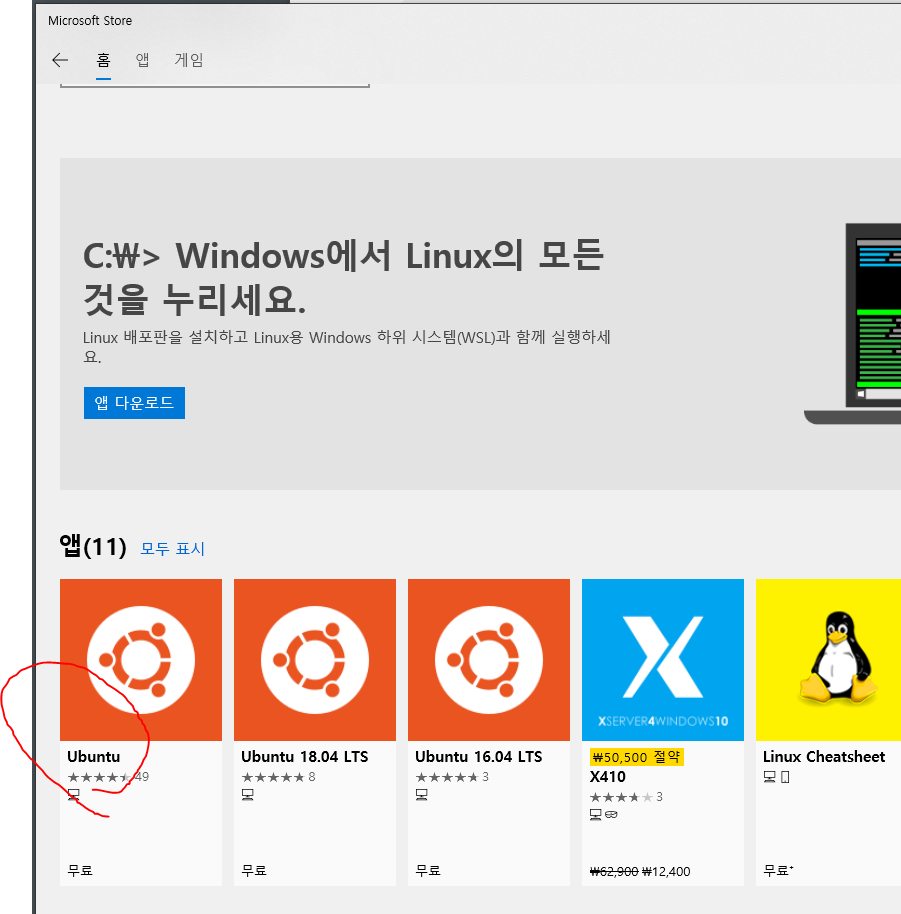 Microsoft Store
홈 앱 게임
C:₩> Windows에서 Linux의 모든
것을 누리세요.
Linux 배포판을 설치하고 Linux용 Windows 하위 시스템(WSL)과 함께 실행하세
요.
앱 다운로드
앱(11) 모두 표시
XSERVER4WINDOWS10
Ubuntu
49
무료
Ubuntu 18.04 LTS
8
무료
Ubuntu 16.04 LTS
3
무료
₩50,500 절약
X410
3
₩62,900 ₩12,400
Linux Cheatsheet
무료+